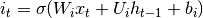 i_t = σ(W_i x_t + U_i h_{t−1} + b_i)